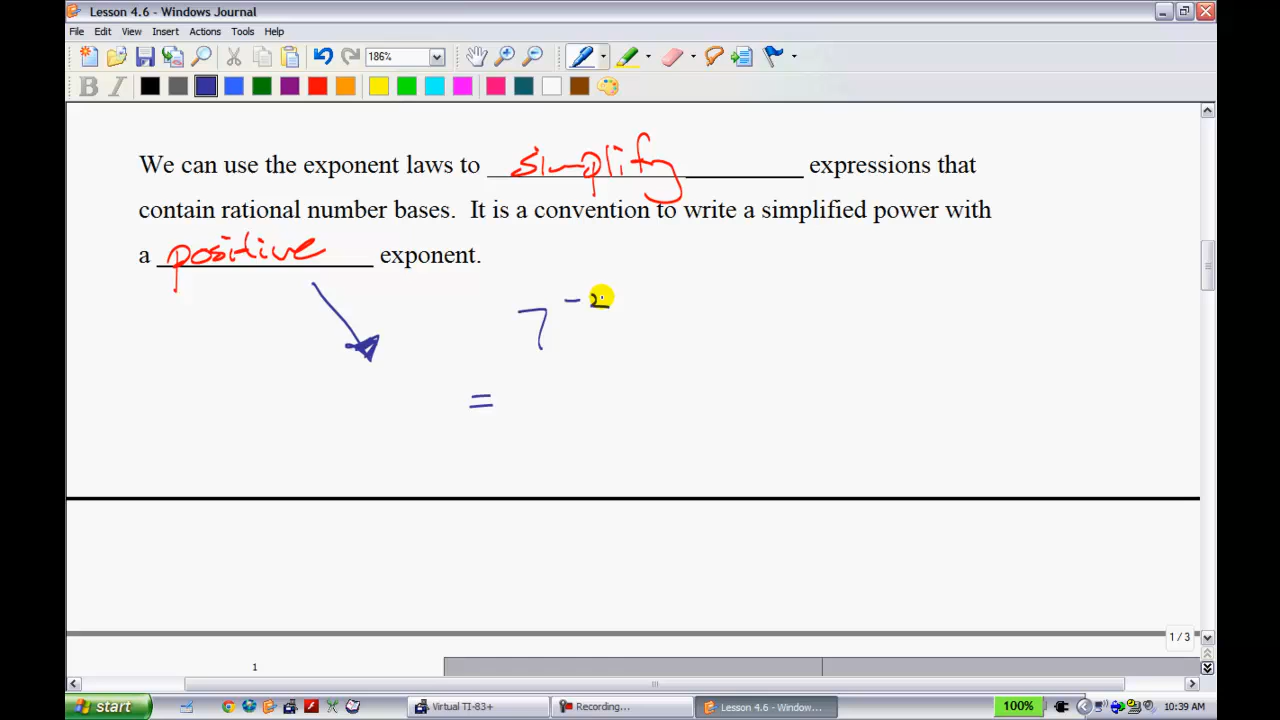 Lesson 4.6 - Windows Journal
File Edit View Insert Actions Tools Help
186%
B I
We can use the exponent laws to simplify expressions that
contain rational number bases. It is a convention to write a simplified power with
a positive exponent.
7⁻²
=
1 / 3
1
start Virtual TI-83+ Recording... Lesson 4.6 - Window... 100% 10:39 AM